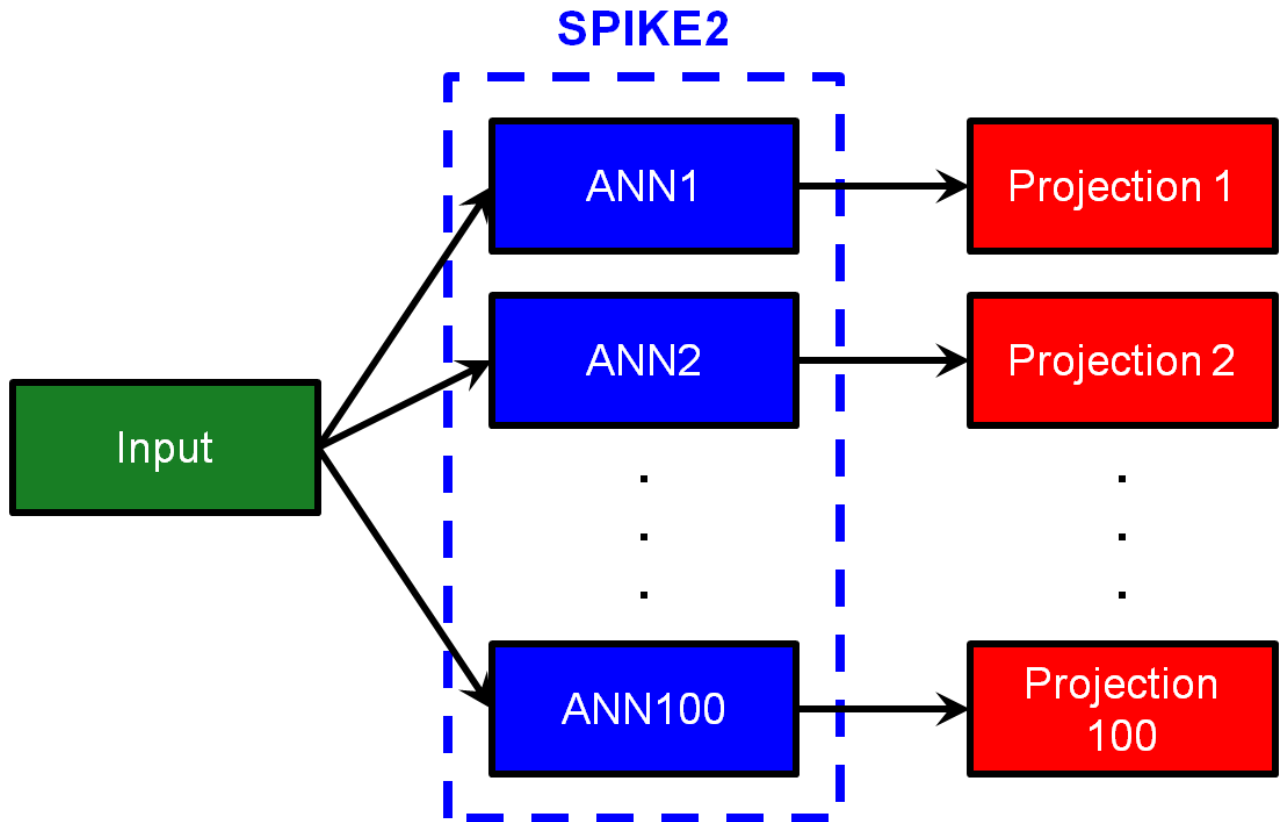 SPIKE2
ANN1
Projection 1
ANN2
Projection 2
Input
.
.
.
.
.
.
ANN100
Projection
100